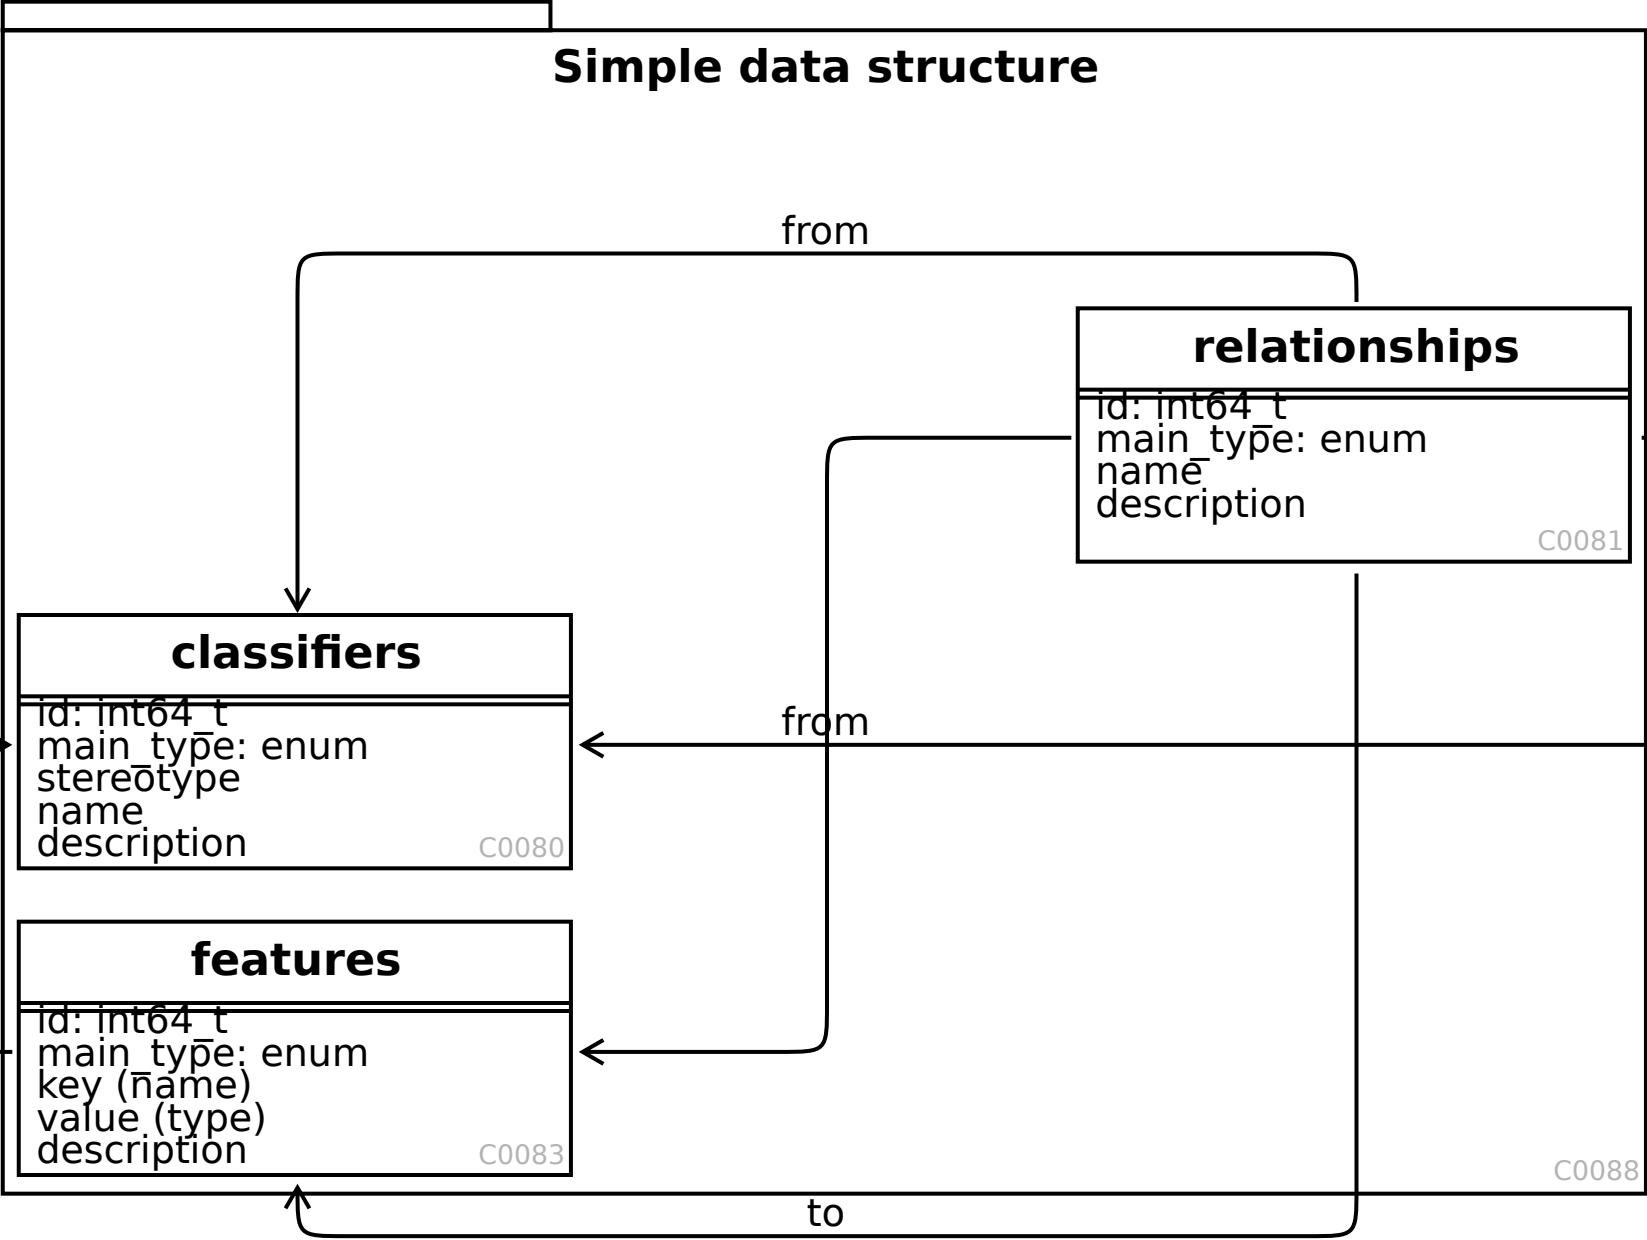 Simple data structure
from
relationships
id: int64_t
main_type: enum
name
description
C0081
classifiers
id: int64_t
main_type: enum
stereotype
name
description
C0080
from
features
id: int64_t
main_type: enum
key (name)
value (type)
description
C0083
C0088
to